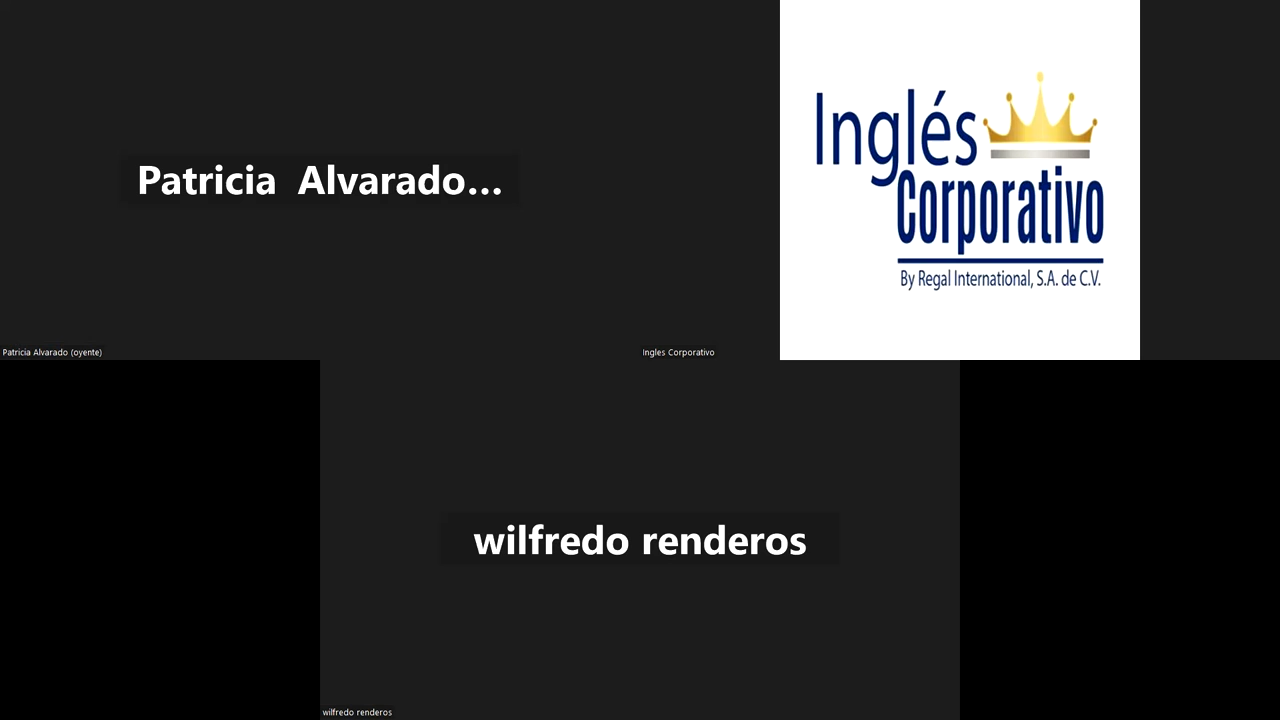 Patricia  Alvarado...
Patricia Alvarado (oyente)
Inglés
Corporativo
By Regal International, S.A. de C.V.
Ingles Corporativo
wilfredo renderos
wilfredo renderos